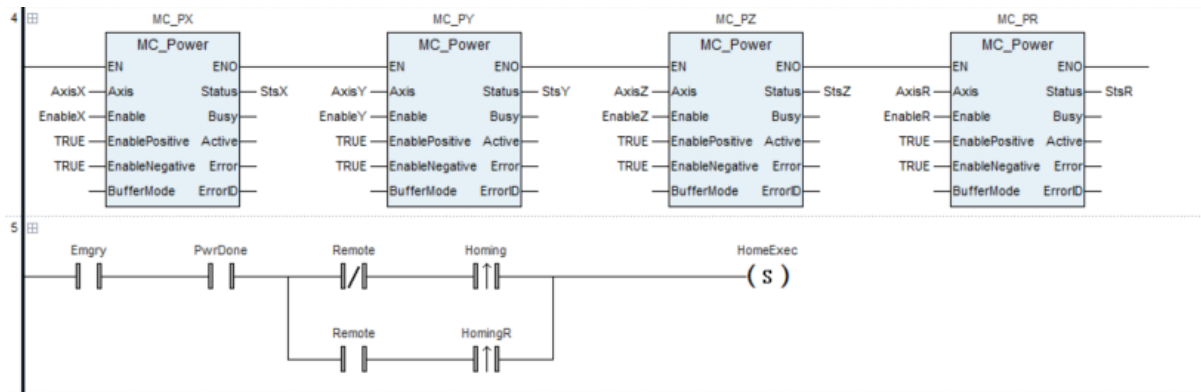 4 MC_PX MC_PY MC_PZ MC_PR
MC_Power MC_Power MC_Power MC_Power
EN ENO EN ENO EN ENO EN ENO
AxisX Axis Status StsX AxisY Axis Status StsY AxisZ Axis Status StsZ AxisR Axis Status StsR
EnableX Enable Busy EnableY Enable Busy EnableZ Enable Busy EnableR Enable Busy
TRUE EnablePositive Active TRUE EnablePositive Active TRUE EnablePositive Active TRUE EnablePositive Active
TRUE EnableNegative Error TRUE EnableNegative Error TRUE EnableNegative Error TRUE EnableNegative Error
BufferMode ErrorID BufferMode ErrorID BufferMode ErrorID BufferMode ErrorID
5
Emgry PwrDone Remote Homing HomeExec
(S)
Remote HomingR